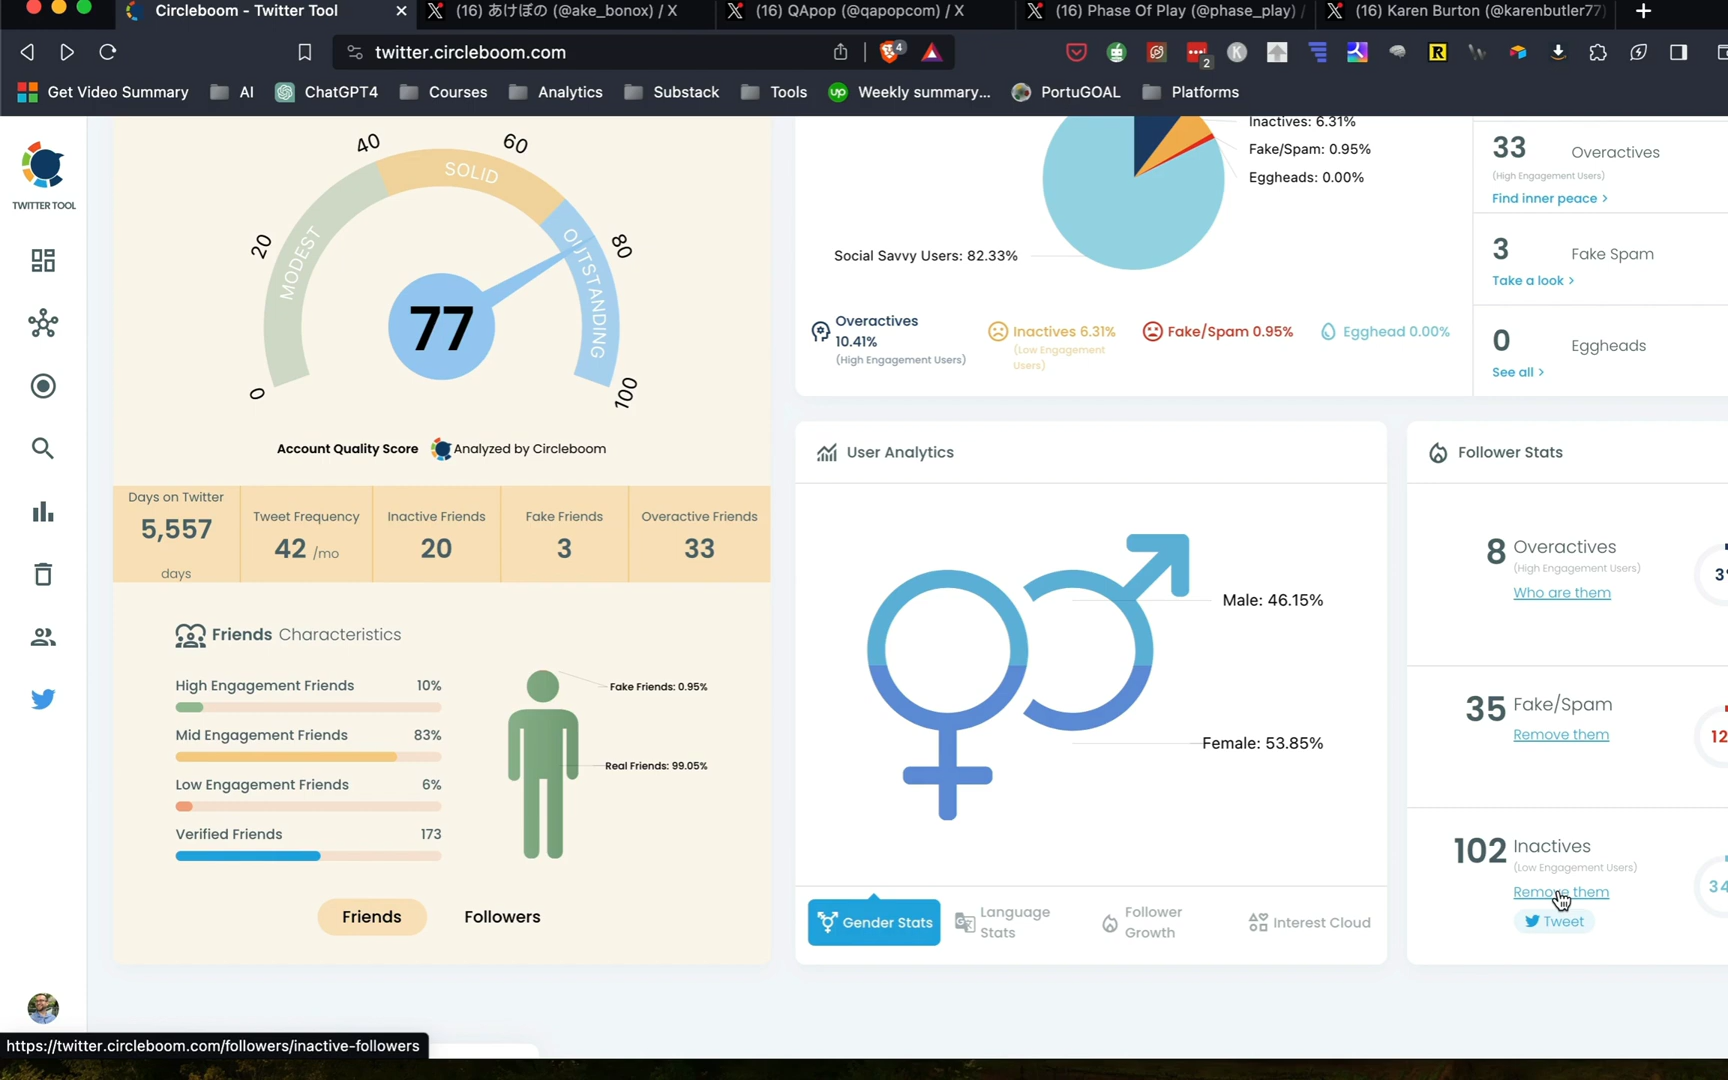 Circleboom - Twitter Tool
(16) あけぼの (@ake_bonox) / X
(16) QApop (@qapopcom) / X
(16) Phase Of Play (@phase_play) /
(16) Karen Burton (@karenbutler77)
twitter.circleboom.com
4
2
K
R
Get Video Summary
AI
ChatGPT4
Courses
Analytics
Substack
Tools
up
Weekly summary...
PortuGOAL
Platforms
TWITTER TOOL
0
20
40
60
80
100
MODEST
SOLID
OUTSTANDING
77
Account Quality Score
Analyzed by Circleboom
Days on Twitter
5,557
days
Tweet Frequency
42 /mo
Inactive Friends
20
Fake Friends
3
Overactive Friends
33
Friends Characteristics
High Engagement Friends 10%
Mid Engagement Friends 83%
Low Engagement Friends 6%
Verified Friends 173
Fake Friends: 0.95%
Real Friends: 99.05%
Friends
Followers
Inactives: 6.31%
Fake/Spam: 0.95%
Eggheads: 0.00%
Social Savvy Users: 82.33%
Overactives
10.41%
(High Engagement Users)
Inactives 6.31%
(Low Engagement
Users)
Fake/Spam 0.95%
Egghead 0.00%
33 Overactives
(High Engagement Users)
Find inner peace >
3 Fake Spam
Take a look >
0 Eggheads
See all >
User Analytics
Male: 46.15%
Female: 53.85%
Gender Stats
Language
Stats
Follower
Growth
Interest Cloud
Follower Stats
8 Overactives
(High Engagement Users)
Who are them
35 Fake/Spam
Remove them
12
102 Inactives
(Low Engagement Users)
Remove them
34
Tweet
https://twitter.circleboom.com/followers/inactive-followers